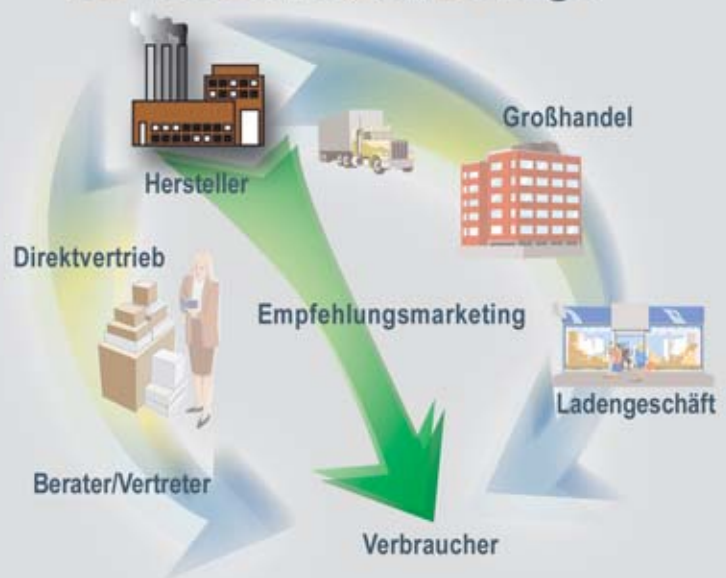 Großhandel
Hersteller
Direktvertrieb
Empfehlungsmarketing
Ladengeschäft
Berater/Vertreter
Verbraucher